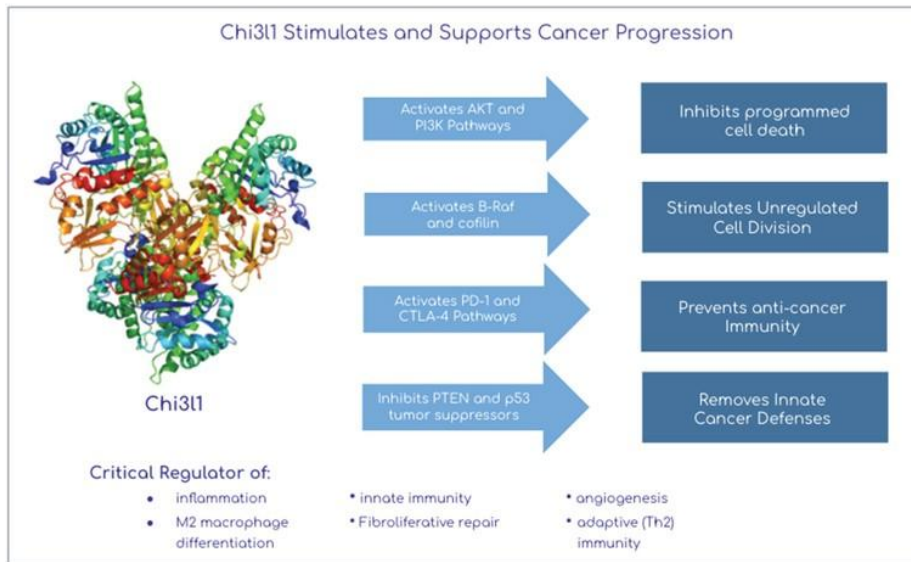 Chi3l1 Stimulates and Supports Cancer Progression
Activates AKT and
PI3K Pathways
Inhibits programmed
cell death
Activates B-Raf
and cofilin
Stimulates Unregulated
Cell Division
Activates PD-1 and
CTLA-4 Pathways
Prevents anti-cancer
Immunity
Inhibits PTEN and p53
tumor suppressors
Removes Innate
Cancer Defenses
Chi3l1
Critical Regulator of:
• inflammation
• M2 macrophage
differentiation
• innate immunity
• Fibroliferative repair
• angiogenesis
• adaptive (Th2)
immunity